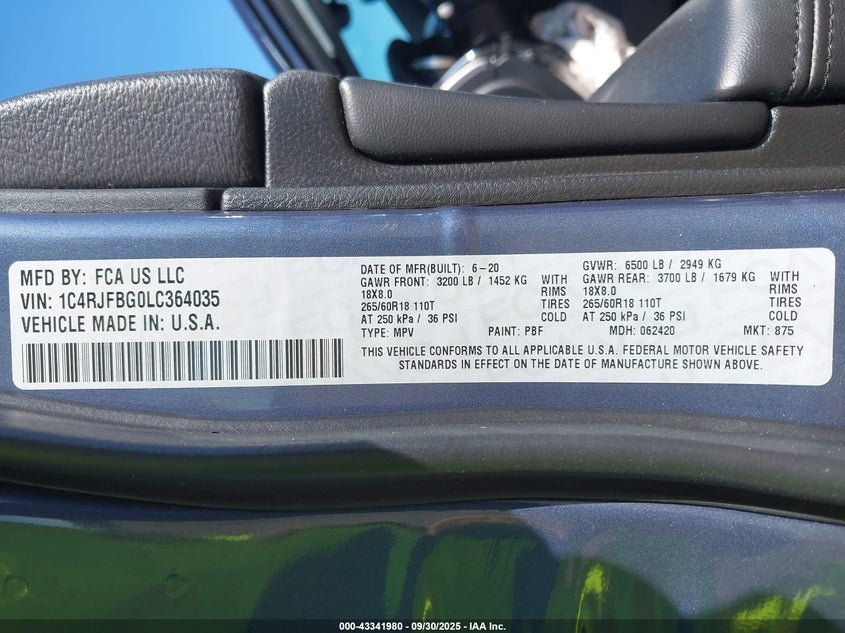 MFD BY: FCA US LLC
VIN: 1C4RJFBG0LC364035
VEHICLE MADE IN: U.S.A.
DATE OF MFR(BUILT): 6-20 GVWR: 6500 LB / 2949 KG
GAWR FRONT: 3200 LB / 1452 KG WITH GAWR REAR: 3700 LB / 1679 KG WITH
18X8.0 RIMS 18X8.0 RIMS
265/60R18 110T TIRES 265/60R18 110T TIRES
AT 250 kPa / 36 PSI COLD AT 250 kPa / 36 PSI COLD
TYPE: MPV PAINT: PBF MDH: 062420 MKT: 875
THIS VEHICLE CONFORMS TO ALL APPLICABLE U.S.A. FEDERAL MOTOR VEHICLE SAFETY
STANDARDS IN EFFECT ON THE DATE OF MANUFACTURE SHOWN ABOVE.
000-43341980 - 09/30/2025 - IAA Inc.